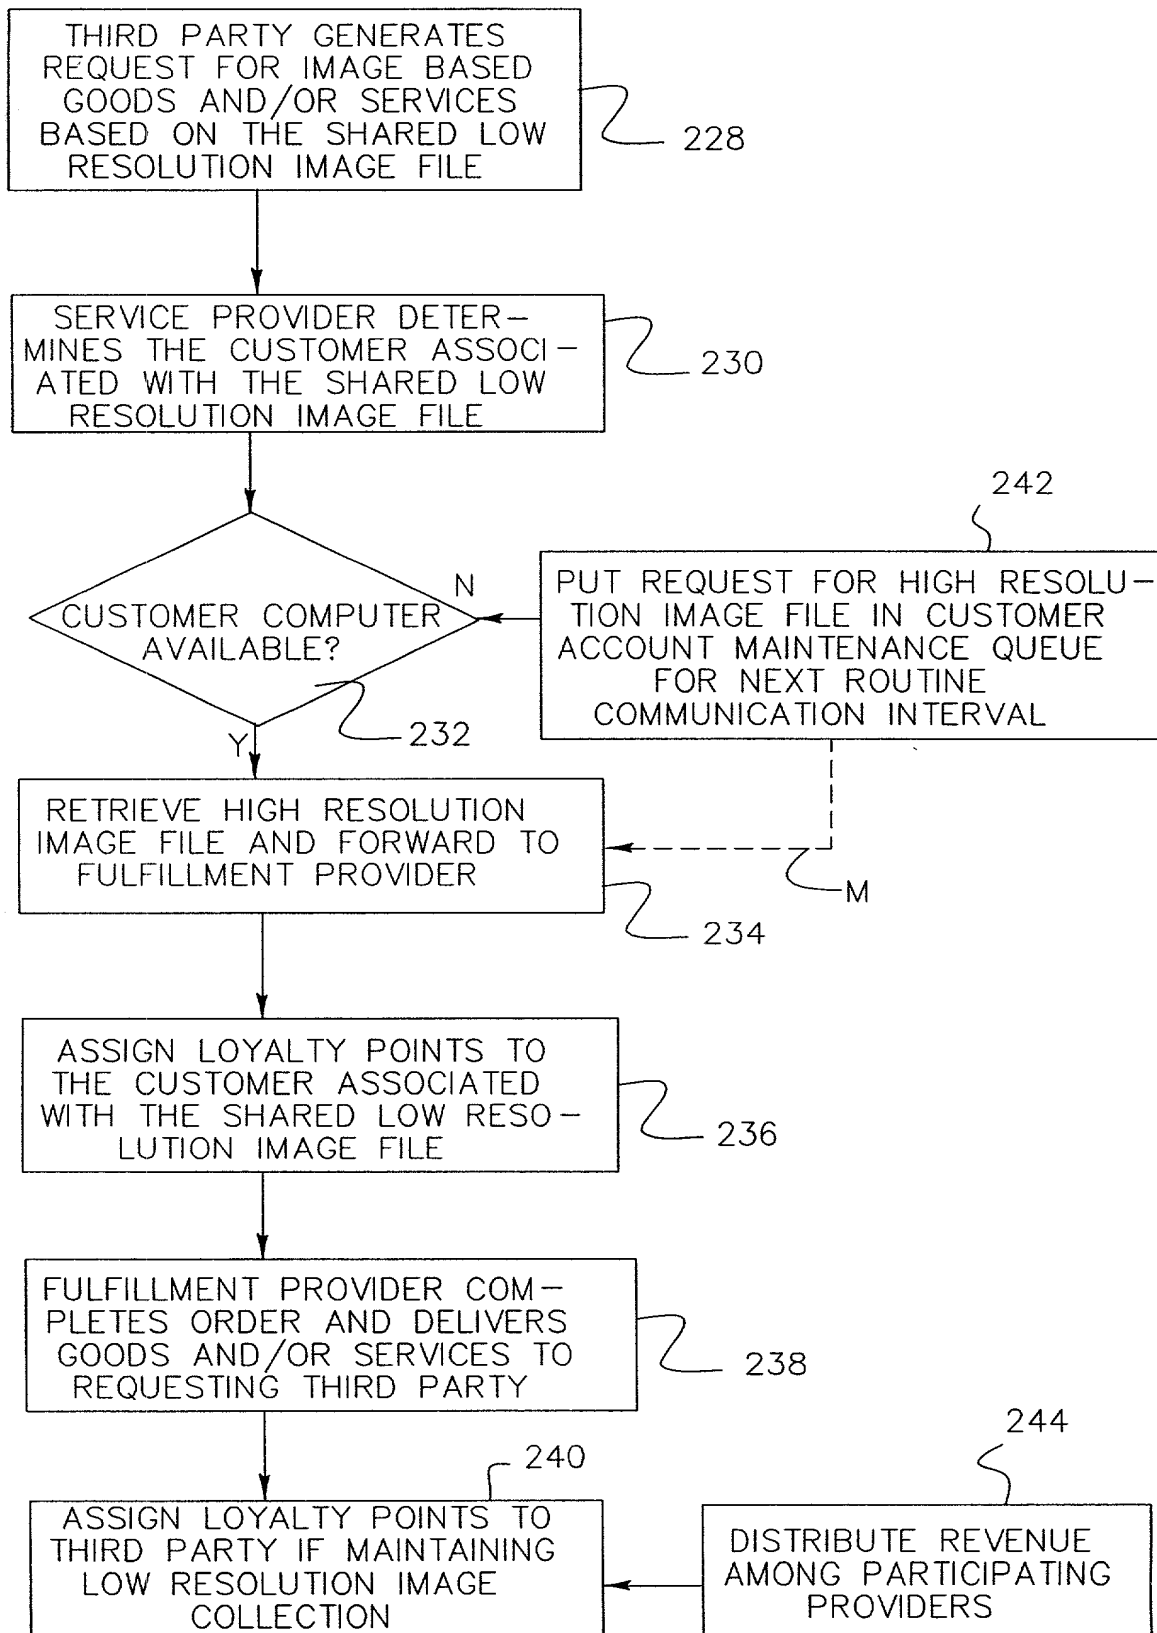 THIRD PARTY GENERATES
REQUEST FOR IMAGE BASED
GOODS AND/OR SERVICES
BASED ON THE SHARED LOW
RESOLUTION IMAGE FILE
228
SERVICE PROVIDER DETER-
MINES THE CUSTOMER ASSOCI-
ATED WITH THE SHARED LOW
RESOLUTION IMAGE FILE
230
CUSTOMER COMPUTER
AVAILABLE?
232
N
Y
242
PUT REQUEST FOR HIGH RESOLU-
TION IMAGE FILE IN CUSTOMER
ACCOUNT MAINTENANCE QUEUE
FOR NEXT ROUTINE
COMMUNICATION INTERVAL
M
RETRIEVE HIGH RESOLUTION
IMAGE FILE AND FORWARD TO
FULFILLMENT PROVIDER
234
ASSIGN LOYALTY POINTS TO
THE CUSTOMER ASSOCIATED
WITH THE SHARED LOW RESO-
LUTION IMAGE FILE
236
FULFILLMENT PROVIDER COM-
PLETES ORDER AND DELIVERS
GOODS AND/OR SERVICES TO
REQUESTING THIRD PARTY
238
240
ASSIGN LOYALTY POINTS TO
THIRD PARTY IF MAINTAINING
LOW RESOLUTION IMAGE
COLLECTION
244
DISTRIBUTE REVENUE
AMONG PARTICIPATING
PROVIDERS